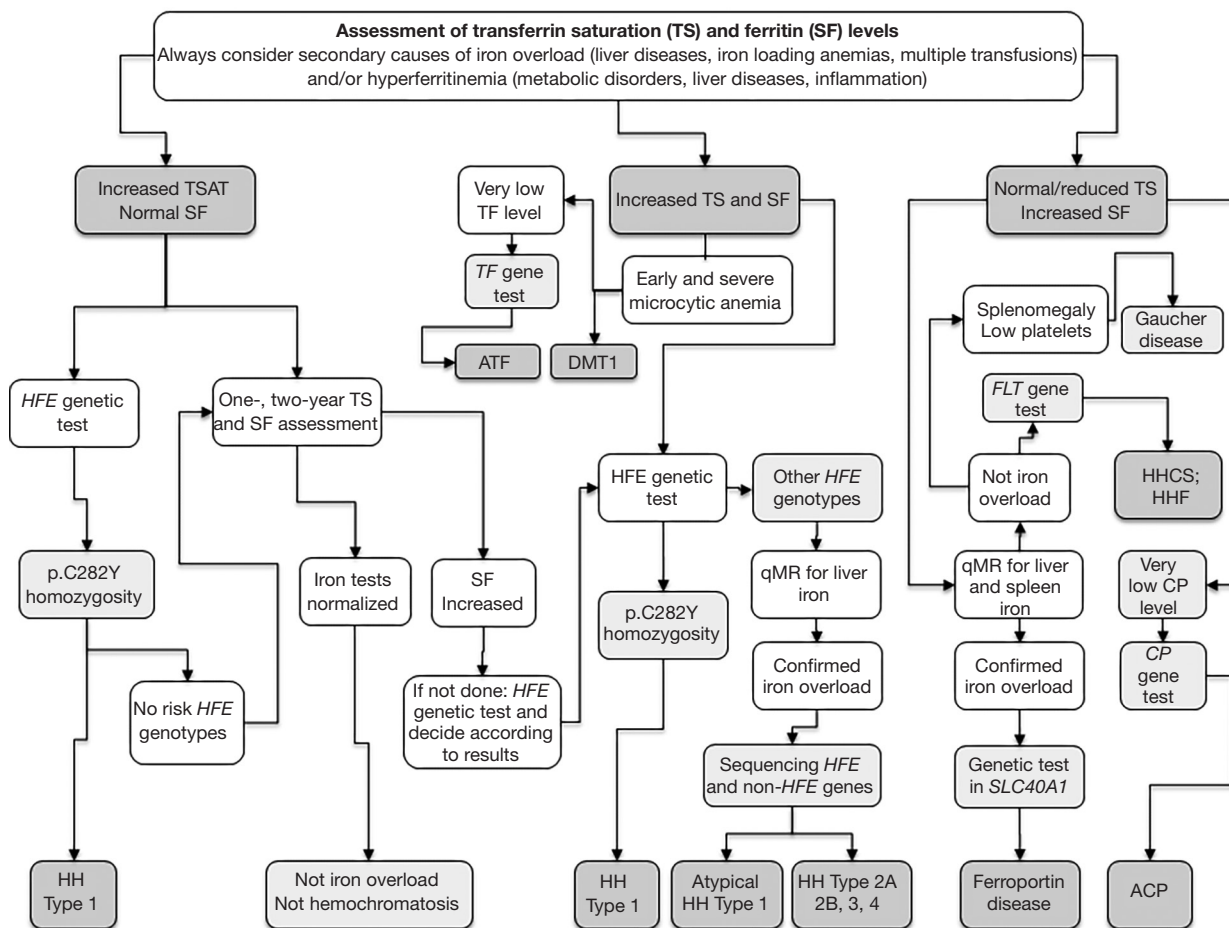 Assessment of transferrin saturation (TS) and ferritin (SF) levels
Always consider secondary causes of iron overload (liver diseases, iron loading anemias, multiple transfusions)
and/or hyperferritinemia (metabolic disorders, liver diseases, inflammation)
Increased TSAT
Normal SF
Very low
TF level
Increased TS and SF
Normal/reduced TS
Increased SF
TF gene
test
Early and severe
microcytic anemia
Splenomegaly
Low platelets
Gaucher
disease
ATF
DMT1
HFE genetic
test
One-, two-year TS
and SF assessment
FLT gene
test
HFE genetic
test
Other HFE
genotypes
Not iron
overload
HHCS;
HHF
p.C282Y
homozygosity
Iron tests
normalized
SF
Increased
p.C282Y
homozygosity
qMR for liver
iron
qMR for liver
and spleen
iron
Very
low CP
level
No risk HFE
genotypes
If not done: HFE
genetic test and
decide according
to results
Confirmed
iron overload
Confirmed
iron overload
CP
gene
test
Sequencing HFE
and non-HFE genes
Genetic test
in SLC40A1
HH
Type 1
Not iron overload
Not hemochromatosis
HH
Type 1
Atypical
HH Type 1
HH Type 2A
2B, 3, 4
Ferroportin
disease
ACP